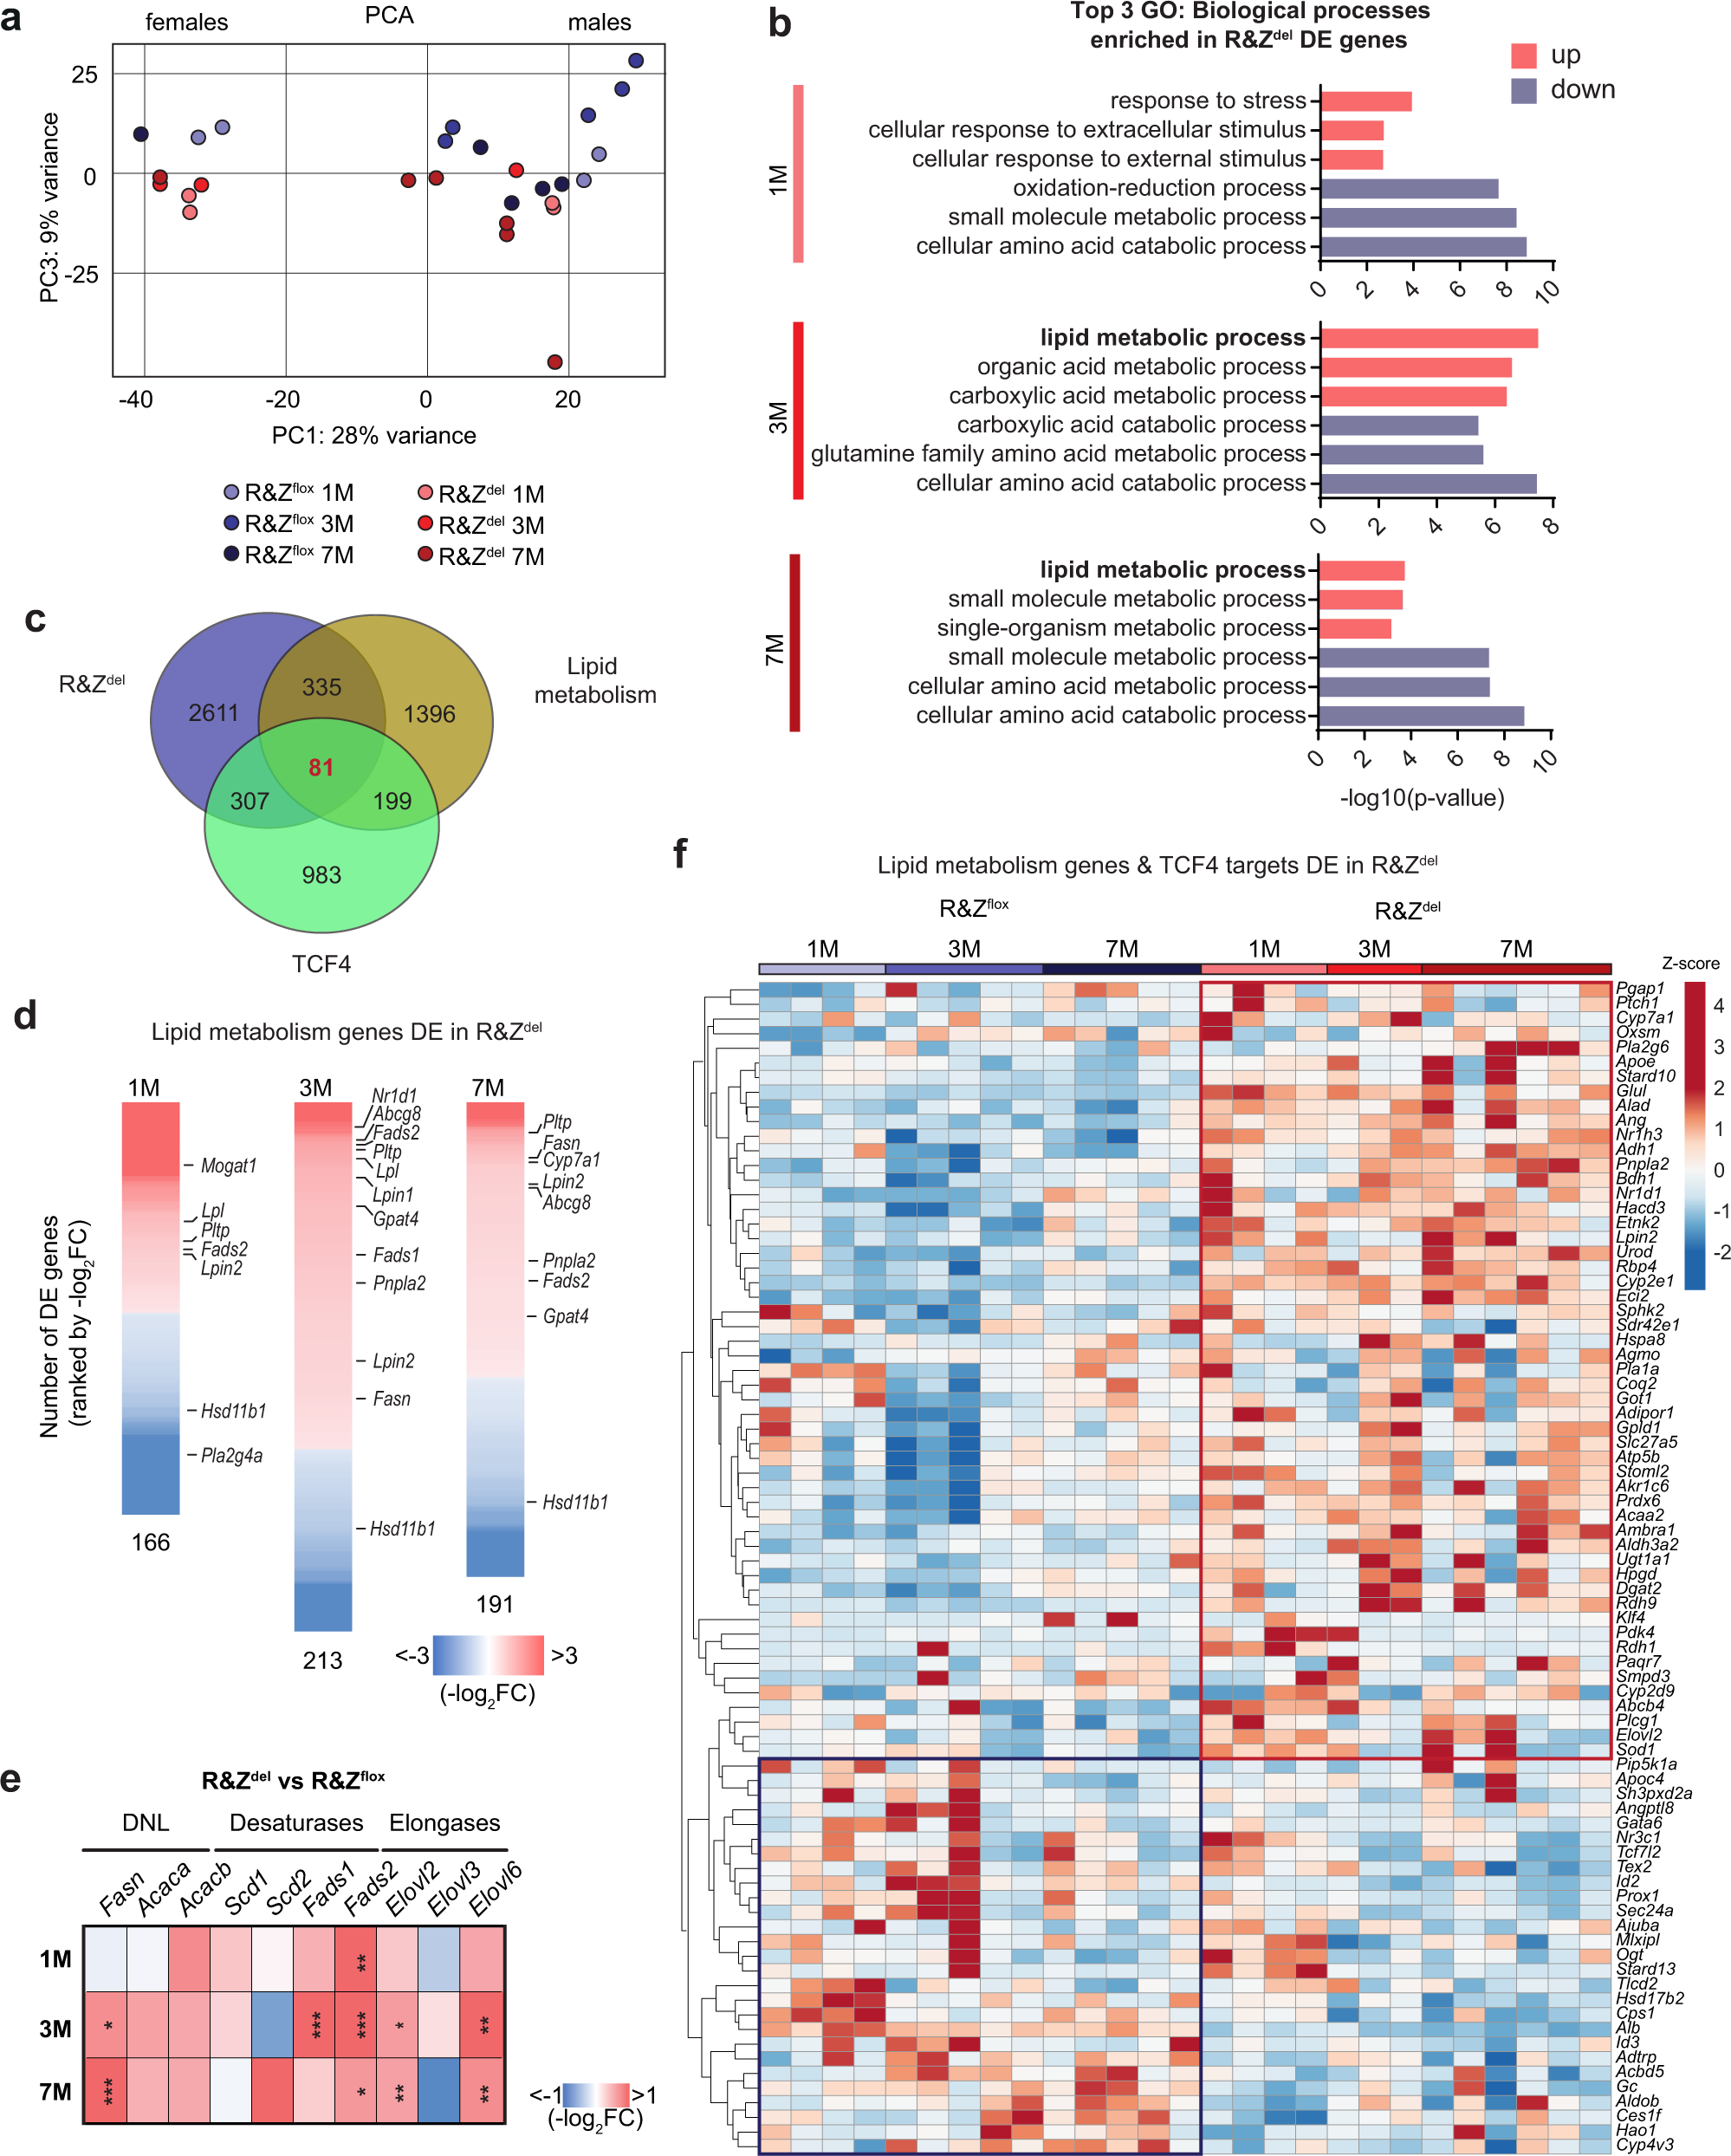 a
females
PCA
males
25
0
-25
PC3: 9% variance
-40
-20
0
20
PC1: 28% variance
R&Zflox 1M
R&Zdel 1M
R&Zflox 3M
R&Zdel 3M
R&Zflox 7M
R&Zdel 7M
b
Top 3 GO: Biological processes
enriched in R&Zdel DE genes
up
down
1M
response to stress
cellular response to extracellular stimulus
cellular response to external stimulus
oxidation-reduction process
small molecule metabolic process
cellular amino acid catabolic process
0 2 4 6 8 10
3M
lipid metabolic process
organic acid metabolic process
carboxylic acid metabolic process
carboxylic acid catabolic process
glutamine family amino acid metabolic process
cellular amino acid catabolic process
0 2 4 6 8
7M
lipid metabolic process
small molecule metabolic process
single-organism metabolic process
small molecule metabolic process
cellular amino acid metabolic process
cellular amino acid catabolic process
0 2 4 6 8 10
-log10(p-vallue)
c
R&Zdel
Lipid
metabolism
2611
335
1396
81
307
199
983
TCF4
d
Lipid metabolism genes DE in R&Zdel
Number of DE genes
(ranked by -log2FC)
1M
Mogat1
Lpl
Pltp
Fads2
Lpin2
Hsd11b1
Pla2g4a
166
3M
Nr1d1
Abcg8
Fads2
Pltp
Lpl
Lpin1
Gpat4
Fads1
Pnpla2
Lpin2
Fasn
Hsd11b1
213
7M
Pltp
Fasn
Cyp7a1
Lpin2
Abcg8
Pnpla2
Fads2
Gpat4
Hsd11b1
191
<-3 >3
(-log2FC)
e
R&Zdel vs R&Zflox
DNL Desaturases Elongases
Fasn Acaca Acacb Scd1 Scd2 Fads1 Fads2 Elovl2 Elovl3 Elovl6
1M **
3M * *** *** * **
7M *** * ** **
<-1 >1
(-log2FC)
f
Lipid metabolism genes & TCF4 targets DE in R&Zdel
R&Zflox
R&Zdel
1M 3M 7M 1M 3M 7M
Z-score
4
3
2
1
0
-1
-2
Pgap1
Ptch1
Cyp7a1
Oxsm
Pla2g6
Apoe
Stard10
Glul
Alad
Ang
Nr1h3
Adh1
Pnpla2
Bdh1
Nr1d1
Hacd3
Etnk2
Lpin2
Urod
Rbp4
Cyp2e1
Eci2
Sphk2
Sdr42e1
Hspa8
Agmo
Pla1a
Coq2
Got1
Adipor1
Gpld1
Slc27a5
Atp5b
Stoml2
Akr1c6
Prdx6
Acaa2
Ambra1
Aldh3a2
Ugt1a1
Hpgd
Dgat2
Rdh9
Klf4
Pdk4
Rdh1
Paqr7
Smpd3
Cyp2d9
Abcb4
Plcg1
Elovl2
Sod1
Pip5k1a
Apoc4
Sh3pxd2a
Angptl8
Gata6
Nr3c1
Tcf7l2
Tex2
Id2
Prox1
Sec24a
Ajuba
Mlxipl
Ogt
Stard13
Tlcd2
Hsd17b2
Cps1
Alb
Id3
Adtrp
Acbd5
Gc
Aldob
Ces1f
Hao1
Cyp4v3